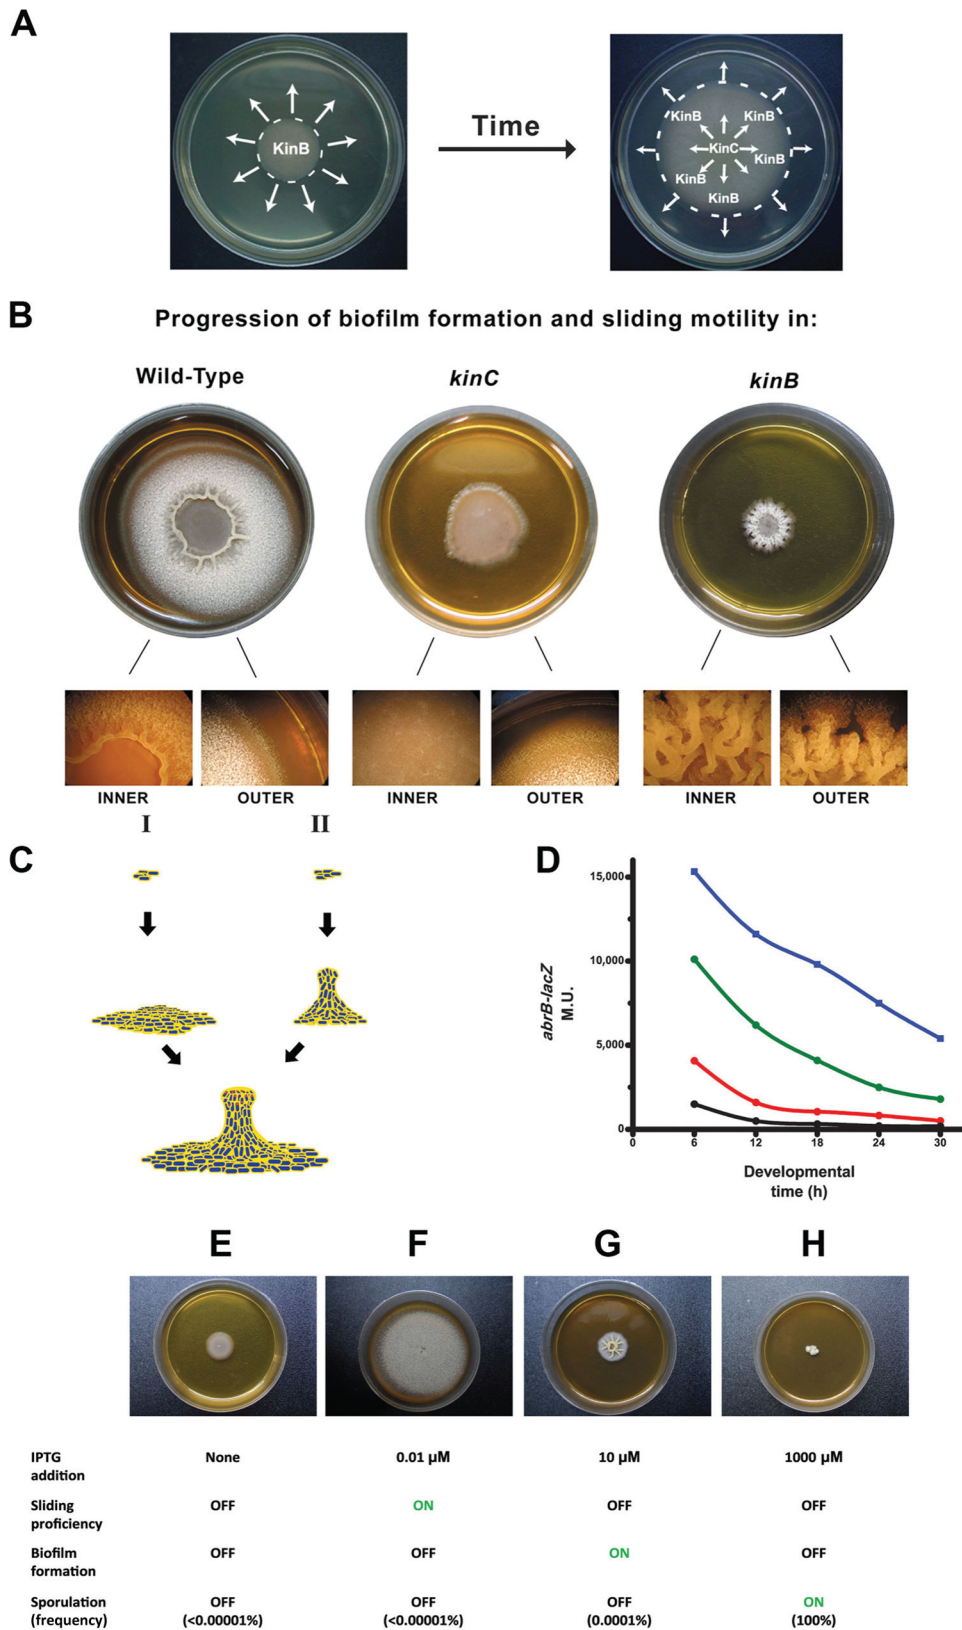 A
KinB
Time
KinB
KinB
KinC
KinB
KinB
KinB
B
Progression of biofilm formation and sliding motility in:
Wild-Type
kinC
kinB
INNER
OUTER
INNER
OUTER
INNER
OUTER
I
II
C
D
abrB-lacZ
M.U.
15,000
10,000
5,000
0
0
6
12
18
24
30
Developmental
time (h)
E
F
G
H
IPTG
addition
None
0.01 µM
10 µM
1000 µM
Sliding
proficiency
OFF
ON
OFF
OFF
Biofilm
formation
OFF
OFF
ON
OFF
Sporulation
(frequency)
OFF
(<0.00001%)
OFF
(<0.00001%)
OFF
(0.0001%)
ON
(100%)